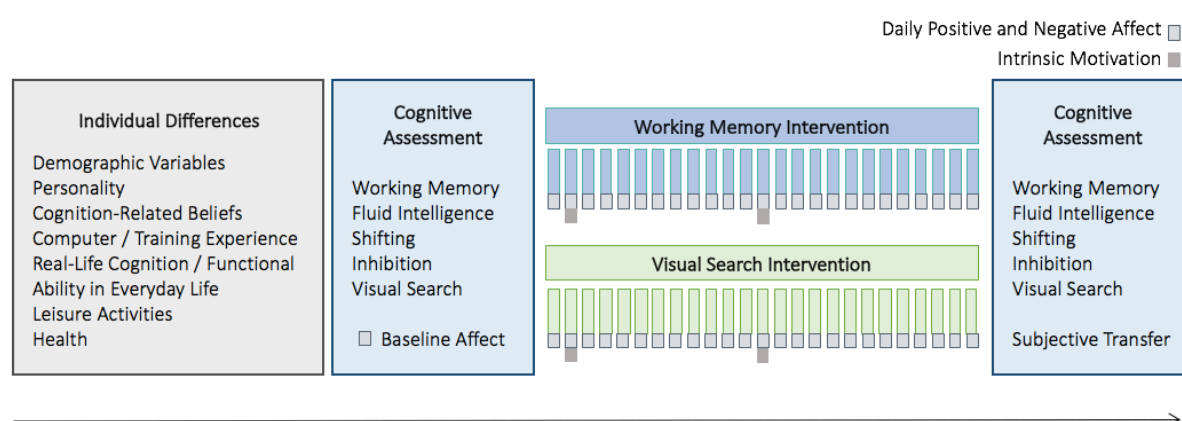 Daily Positive and Negative Affect
Intrinsic Motivation
Individual Differences
Demographic Variables
Personality
Cognition-Related Beliefs
Computer / Training Experience
Real-Life Cognition / Functional
Ability in Everyday Life
Leisure Activities
Health
Cognitive
Assessment
Working Memory
Fluid Intelligence
Shifting
Inhibition
Visual Search
Baseline Affect
Working Memory Intervention
Visual Search Intervention
Cognitive
Assessment
Working Memory
Fluid Intelligence
Shifting
Inhibition
Visual Search
Subjective Transfer